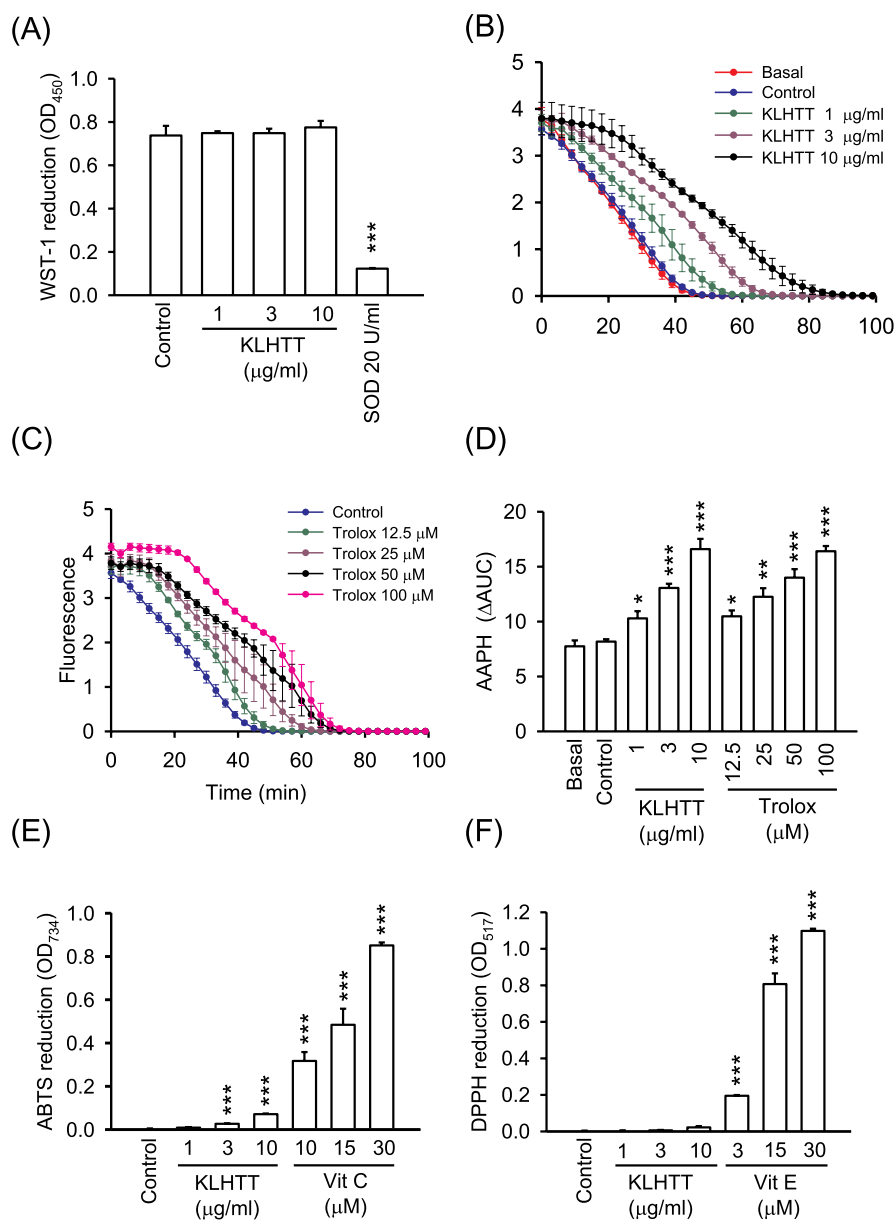 (A)
WST-1 reduction (OD450)
1.0
0.8
0.6
0.4
0.2
0.0
***
Control
1 3 10
KLHTT
(μg/ml)
SOD 20 U/ml
(B)
5
4
3
2
1
0
0 20 40 60 80 100
Basal
Control
KLHTT 1 μg/ml
KLHTT 3 μg/ml
KLHTT 10 μg/ml
(C)
Fluorescence
5
4
3
2
1
0
0 20 40 60 80 100
Time (min)
Control
Trolox 12.5 μM
Trolox 25 μM
Trolox 50 μM
Trolox 100 μM
(D)
AAPH (ΔAUC)
20
15
10
5
0
* *** *** * ** *** ***
Basal
Control
1 3 10
KLHTT
(μg/ml)
12.5 25 50 100
Trolox
(μM)
(E)
ABTS reduction (OD734)
1.0
0.8
0.6
0.4
0.2
0.0
*** *** *** *** ***
Control
1 3 10
KLHTT
(μg/ml)
10 15 30
Vit C
(μM)
(F)
DPPH reduction (OD517)
1.2
1.0
0.8
0.6
0.4
0.2
0.0
*** *** ***
Control
1 3 10
KLHTT
(μg/ml)
3 15 30
Vit E
(μM)